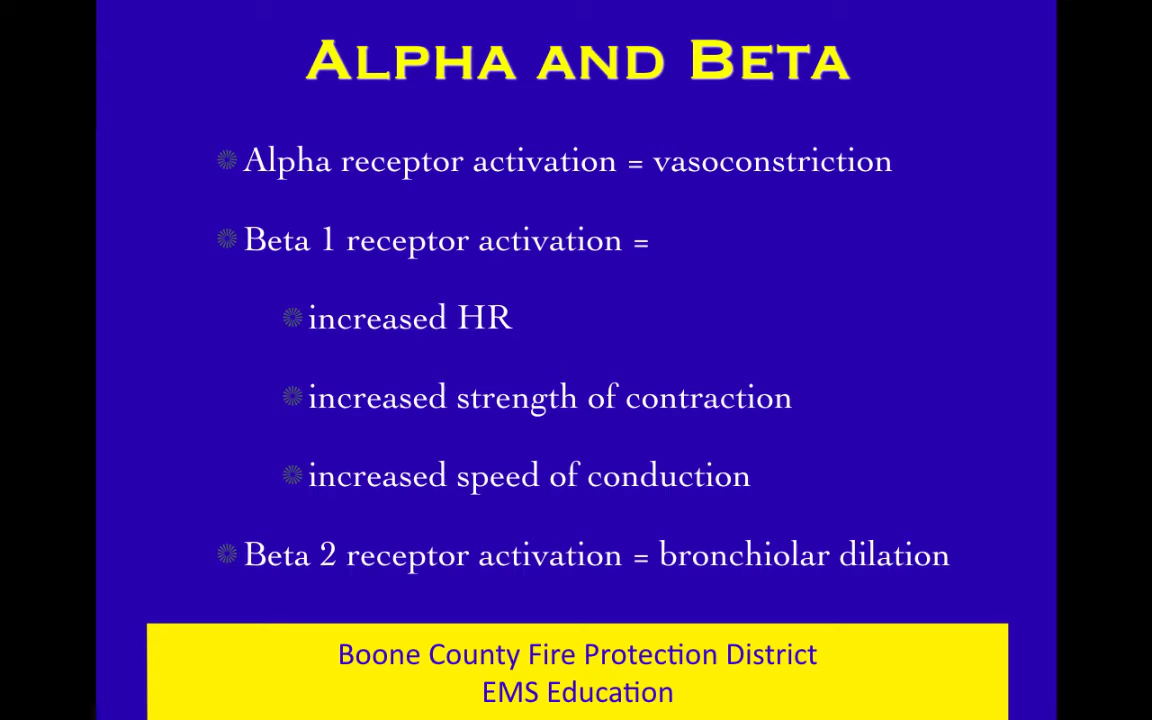 Alpha and Beta
Alpha receptor activation = vasoconstriction
Beta 1 receptor activation =
increased HR
increased strength of contraction
increased speed of conduction
Beta 2 receptor activation = bronchiolar dilation
Boone County Fire Protection District
EMS Education